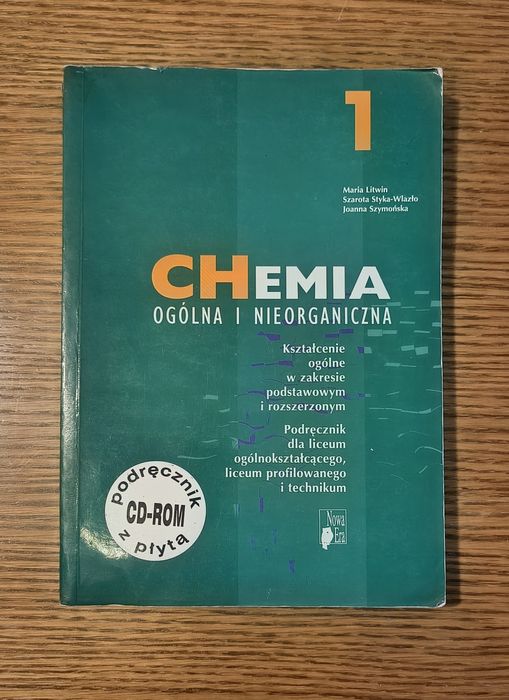 1
Maria Litwin
Szarota Styka-Wlazło
Joanna Szymońska
CHEMIA
OGÓLNA I NIEORGANICZNA
Kształcenie
ogólne
w zakresie
podstawowym
i rozszerzonym
Podręcznik
dla liceum
ogólnokształcącego,
liceum profilowanego
i technikum
podręcznik
CD-ROM
z płytą
Nowa
Era